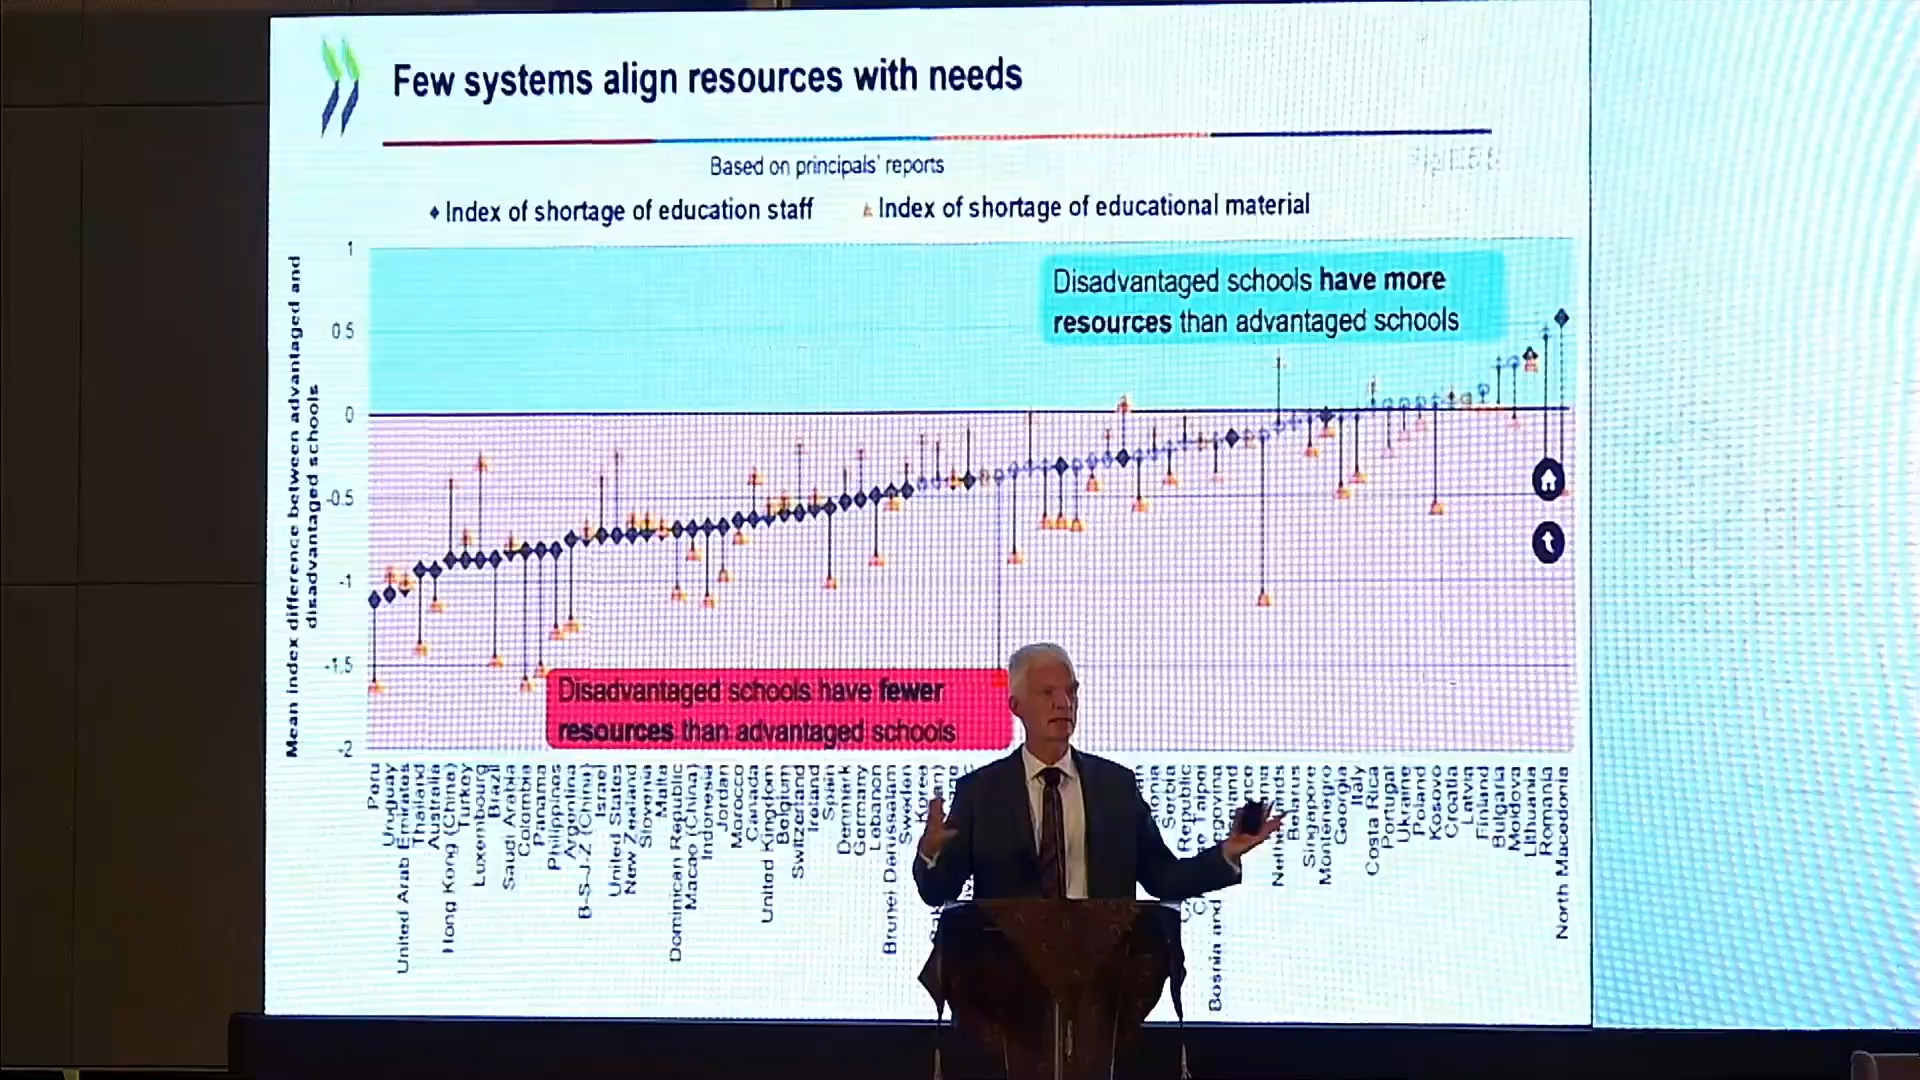 Few systems align resources with needs
Based on principals' reports
Index of shortage of education staff
Index of shortage of educational material
Mean index difference between advantaged and
disadvantaged schools
1
0.5
0
-0.5
-1
-1.5
-2
Disadvantaged schools have more
resources than advantaged schools
Disadvantaged schools have fewer
resources than advantaged schools
Peru
Uruguay
United Arab Emirates
Thailand
Australia
Hong Kong (China)
Turkey
Luxembourg
Brazil
Saudi Arabia
Colombia
Panama
Philippines
Argentina
B-S-J-Z (China)
Israel
United States
New Zealand
Slovenia
Malta
Dominican Republic
Macao (China)
Indonesia
Jordan
Morocco
Canada
United Kingdom
Belgium
Switzerland
Ireland
Spain
Denmark
Germany
Lebanon
Brunei Darussalam
Sweden
Korea
Serbia
Republic
Taipei
Bosnia and
Belarus
Singapore
Montenegro
Georgia
Italy
Costa Rica
Portugal
Ukraine
Poland
Kosovo
Croatia
Latvia
Finland
Bulgaria
Moldova
Lithuania
Romania
North Macedonia